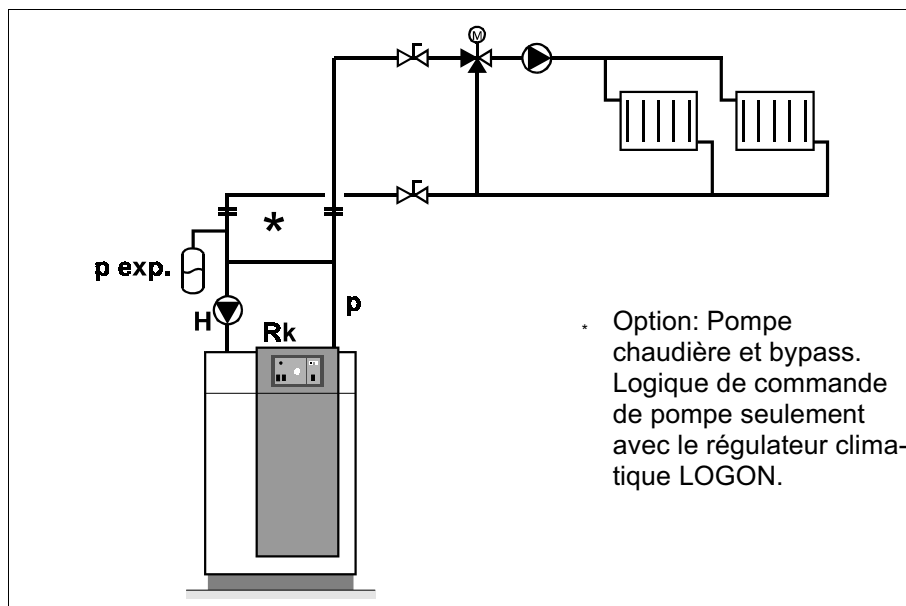 M
p exp.
H
Rk
p
* 
* Option: Pompe
chaudière et bypass.
Logique de commande
de pompe seulement
avec le régulateur clima-
tique LOGON.